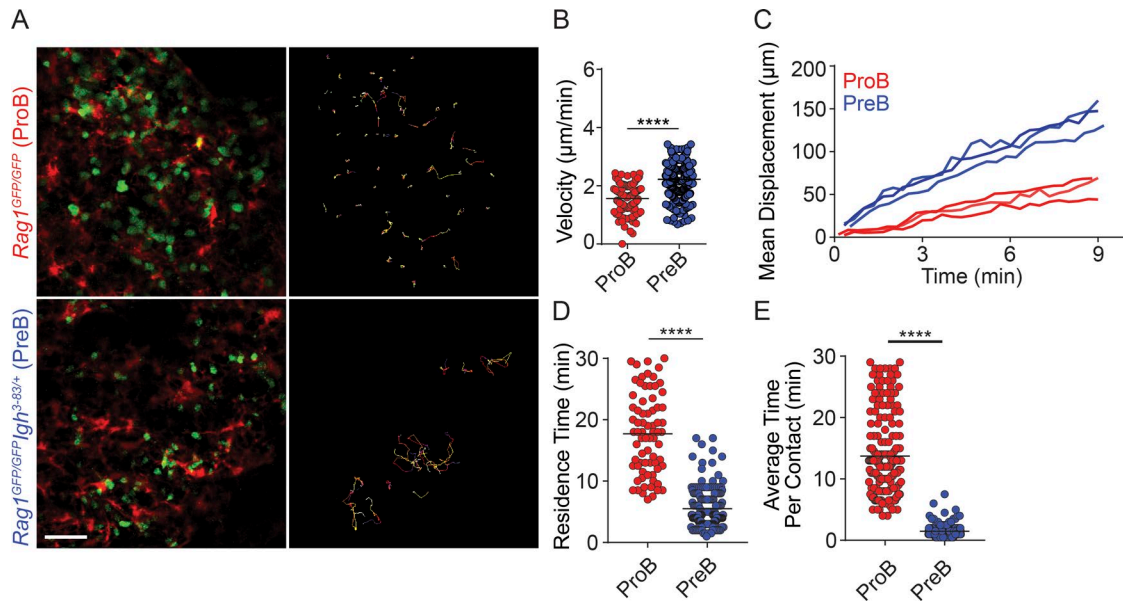 A
Rag1GFP/GFP (ProB)
Rag1GFP/GFPIgh3-83/+ (PreB)
B
Velocity (µm/min)
6
4
2
0
****
ProB
PreB
C
Mean Displacement (µm)
200
150
100
50
0
ProB
PreB
3
6
9
Time (min)
D
Residence Time (min)
30
20
10
0
****
ProB
PreB
E
Average Time
Per Contact (min)
30
20
10
0
****
ProB
PreB